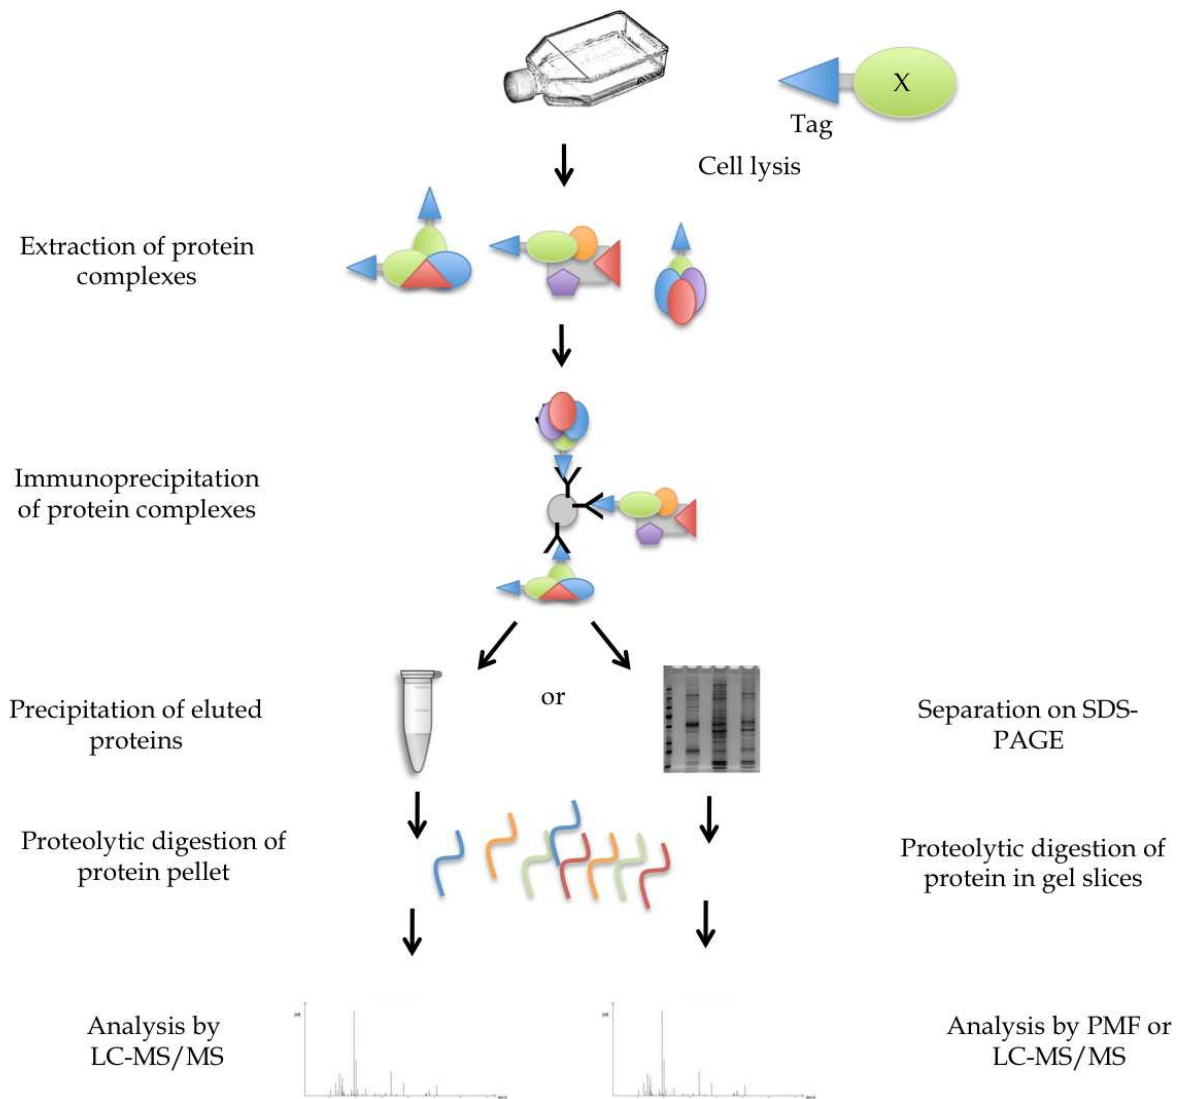 X
Tag
Cell lysis
Extraction of protein
complexes
Immunoprecipitation
of protein complexes
Precipitation of eluted
proteins
or
Separation on SDS-
PAGE
Proteolytic digestion of
protein pellet
Proteolytic digestion of
protein in gel slices
Analysis by
LC-MS/MS
Analysis by PMF or
LC-MS/MS